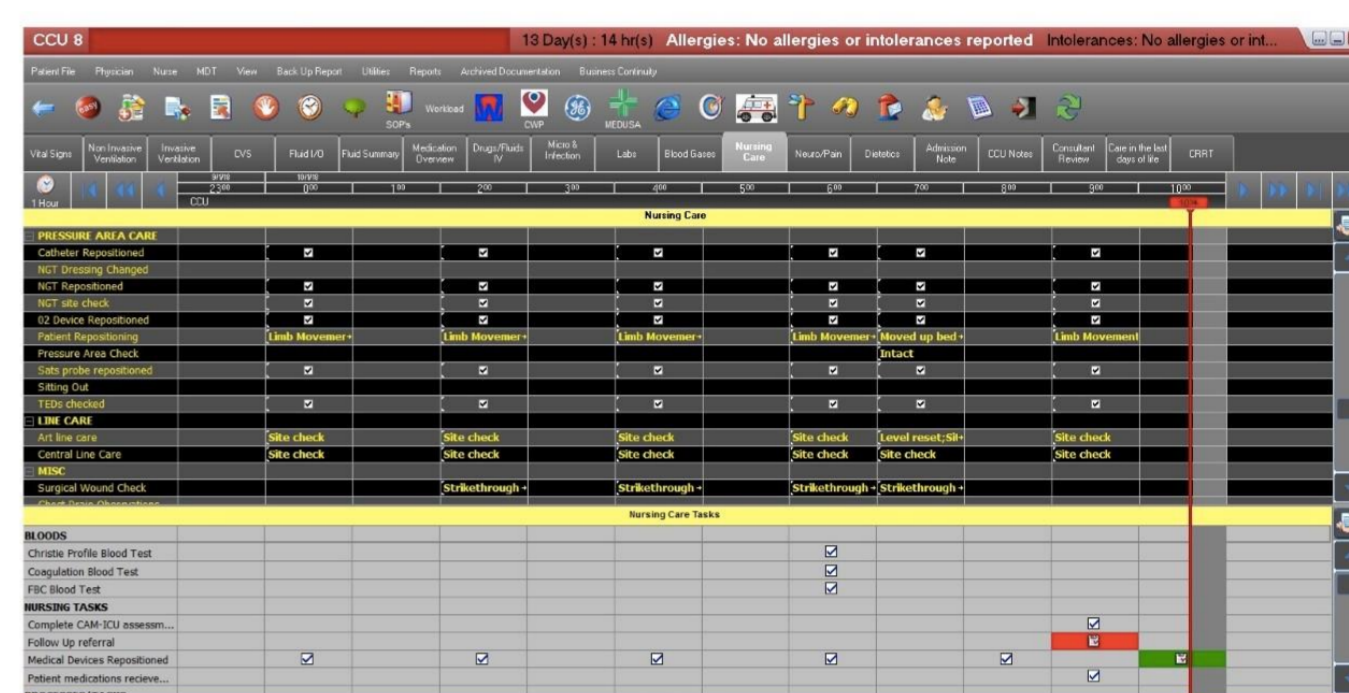 CCU 8 13 Day(s) : 14 hr(s) Allergies: No allergies or intolerances reported Intolerances: No allergies or int...
Patient File Physician Nurse MDT View Back Up Report Utilities Reports Archived Documentation Business Continuity
easy SOP's Workload CWP MEDUSA
Vital Signs Non Invasive Ventilation Invasive Ventilation CVS Fluid I/O Fluid Summary Medication Overview Drugs/Fluids IV Micro & Infection Labs Blood Gases Nursing Care Neuro/Pain Dietetics Admission Note CCU Notes Consultant Review Care in the last days of life CRRT
1 Hour 23 00 0 00 1 00 2 00 3 00 4 00 5 00 6 00 7 00 8 00 9 00 10 00
CCU
Nursing Care
PRESSURE AREA CARE
Catheter Repositioned
NGT Dressing Changed
NGT Repositioned
NGT site check
02 Device Repositioned
Patient Repositioning Limb Movemer Limb Movemer Limb Movemer Limb Movemer Moved up bed Limb Movement
Pressure Area Check Intact
Sats probe repositioned
Sitting Out
TEDs checked
LINE CARE
Art line care Site check Site check Site check Site check Level reset;Sit Site check
Central Line Care Site check Site check Site check Site check Site check Site check
MISC
Surgical Wound Check Strikethrough Strikethrough Strikethrough Strikethrough
Nursing Care Tasks
BLOODS
Christie Profile Blood Test
Coagulation Blood Test
FBC Blood Test
NURSING TASKS
Complete CAM-ICU assessm...
Follow Up referral
Medical Devices Repositioned
Patient medications recieve...